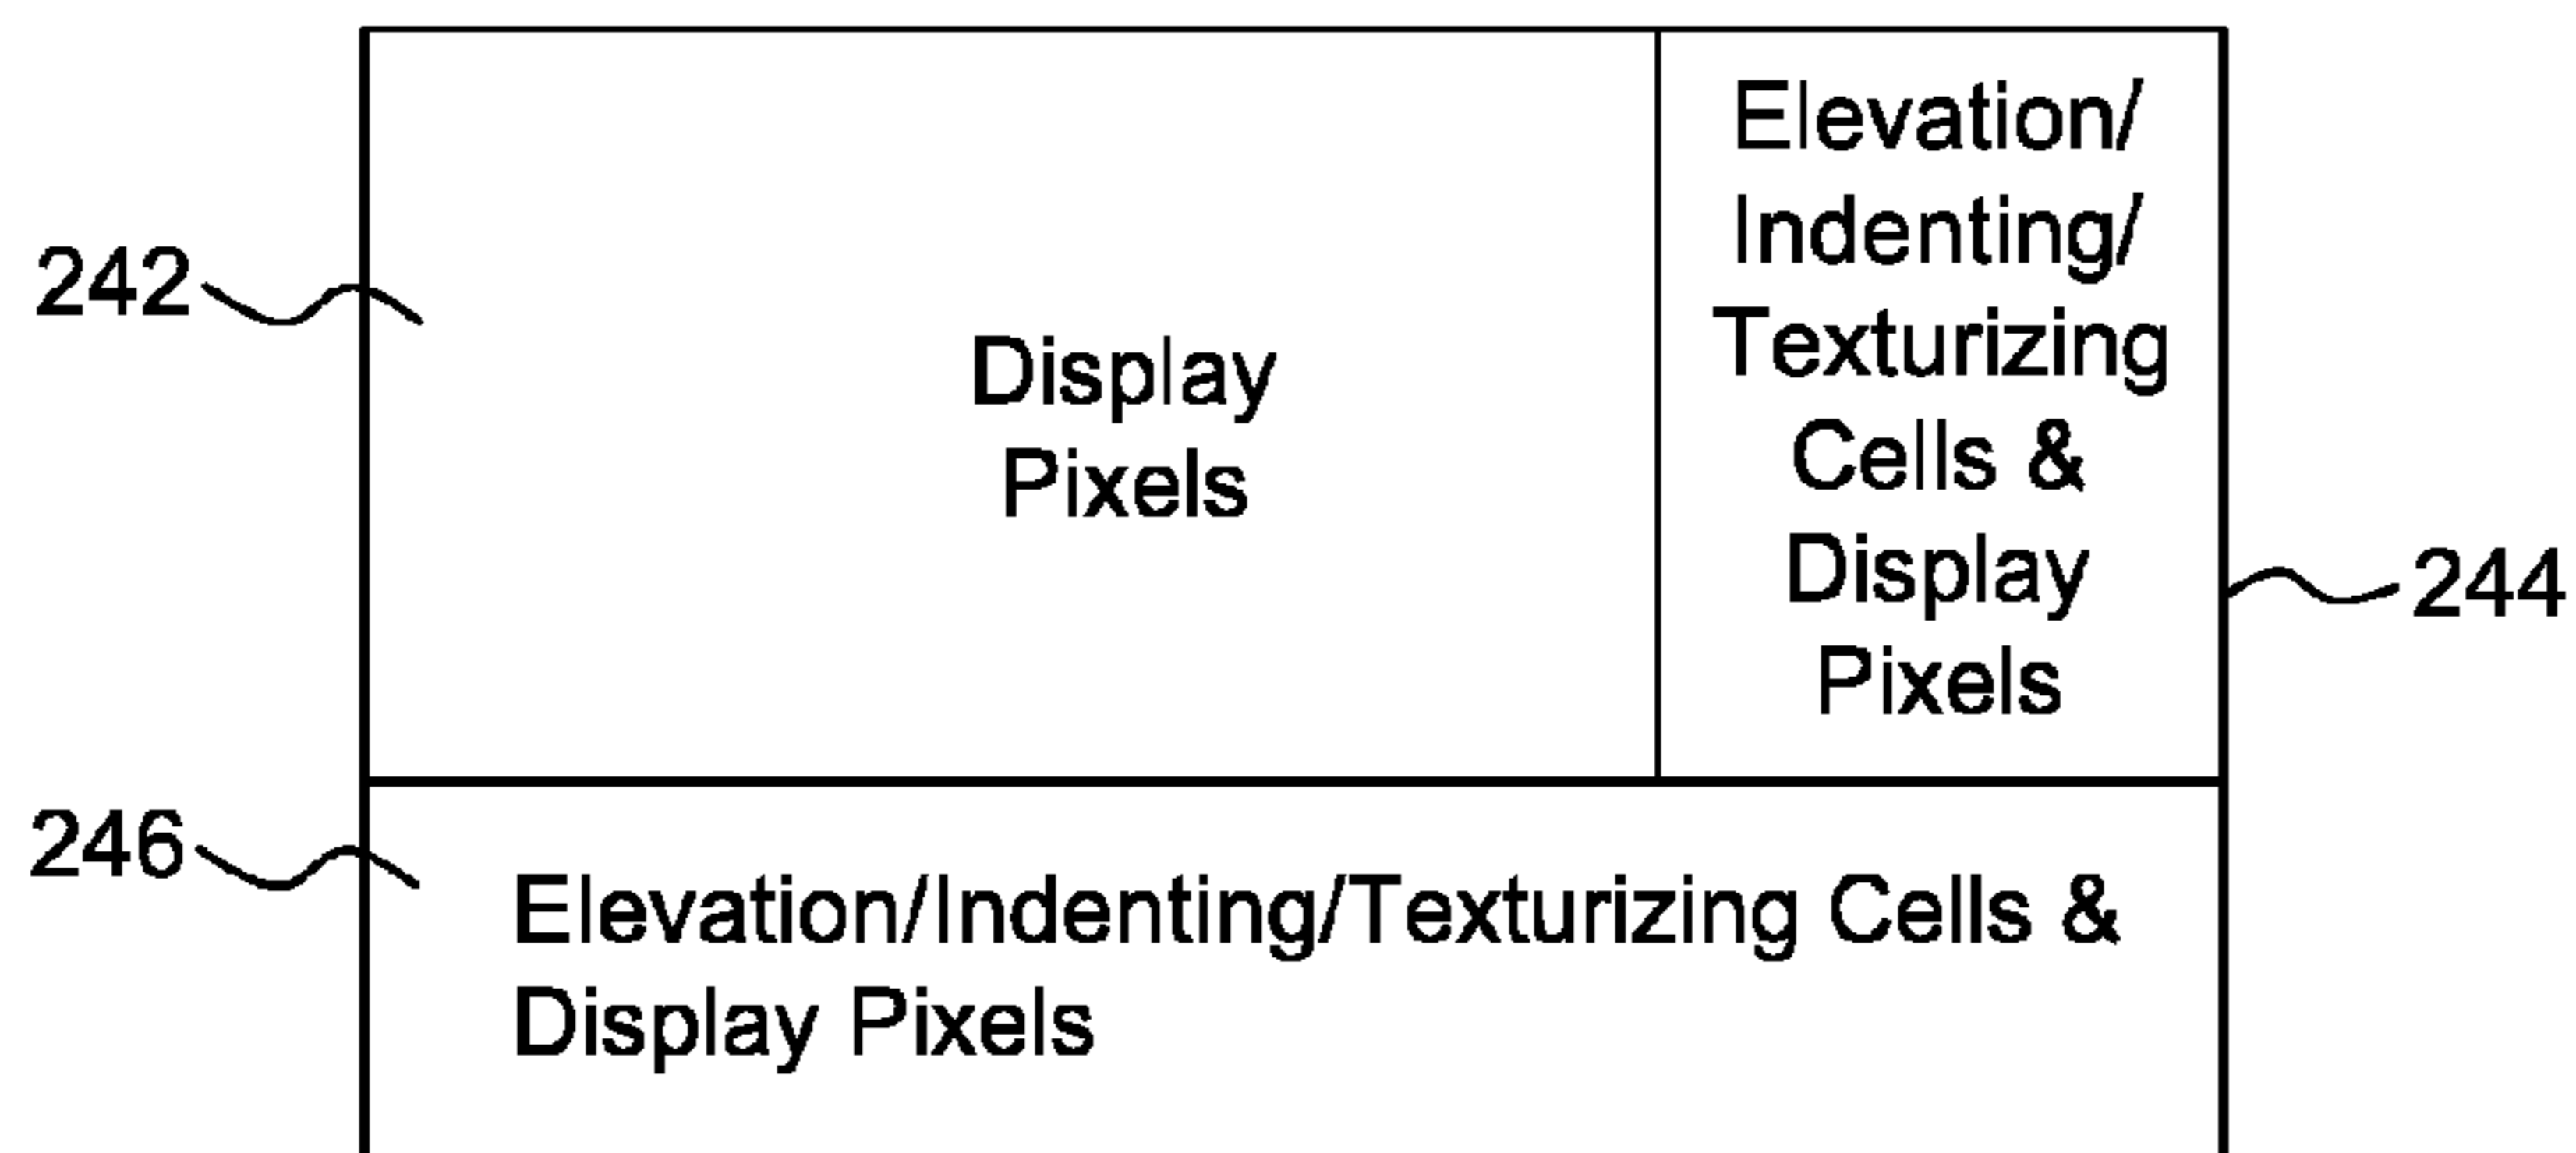 242
Display
Pixels
Elevation/
Indenting/
Texturizing
Cells &
Display
Pixels
244
246
Elevation/Indenting/Texturizing Cells &
Display Pixels